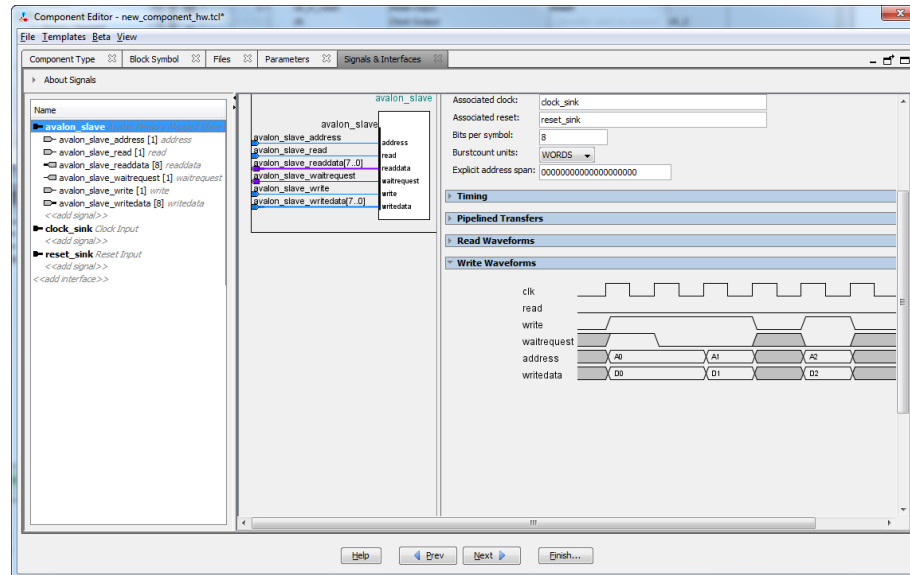 Component Editor - new_component_hw.tcl*
File Templates Beta View
Component Type Block Symbol Files Parameters Signals & Interfaces
About Signals
Name
avalon_slave
avalon_slave_address [1] address
avalon_slave_read [1] read
avalon_slave_readdata [8] readdata
avalon_slave_waitrequest [1] waitrequest
avalon_slave_write [1] write
avalon_slave_writedata [8] writedata
<<add signal>>
clock_sink Clock Input
<<add signal>>
reset_sink Reset Input
<<add signal>>
<<add interface>>
avalon_slave
avalon_slave
avalon_slave_address
address
avalon_slave_read
read
avalon_slave_readdata[7..0]
readdata
avalon_slave_waitrequest
waitrequest
avalon_slave_write
write
avalon_slave_writedata[7..0]
writedata
Associated clock: clock_sink
Associated reset: reset_sink
Bits per symbol: 8
Burstcount units: WORDS
Explicit address span: 00000000000000000000
Timing
Pipelined Transfers
Read Waveforms
Write Waveforms
clk
read
write
waitrequest
address A0 A1 A2
writedata D0 D1 D2
Help Prev Next Finish...